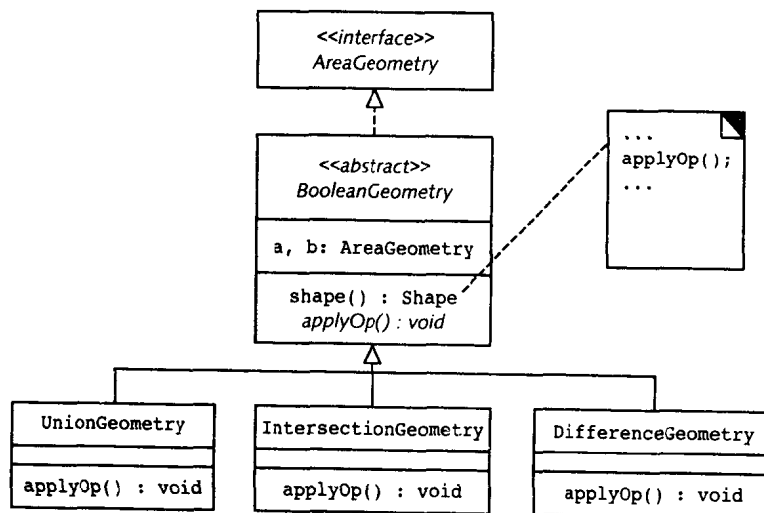 <<interface>>
AreaGeometry
<<abstract>>
BooleanGeometry
a, b: AreaGeometry
shape() : Shape
applyOp() : void
...
applyOp();
...
UnionGeometry
applyOp() : void
IntersectionGeometry
applyOp() : void
DifferenceGeometry
applyOp() : void